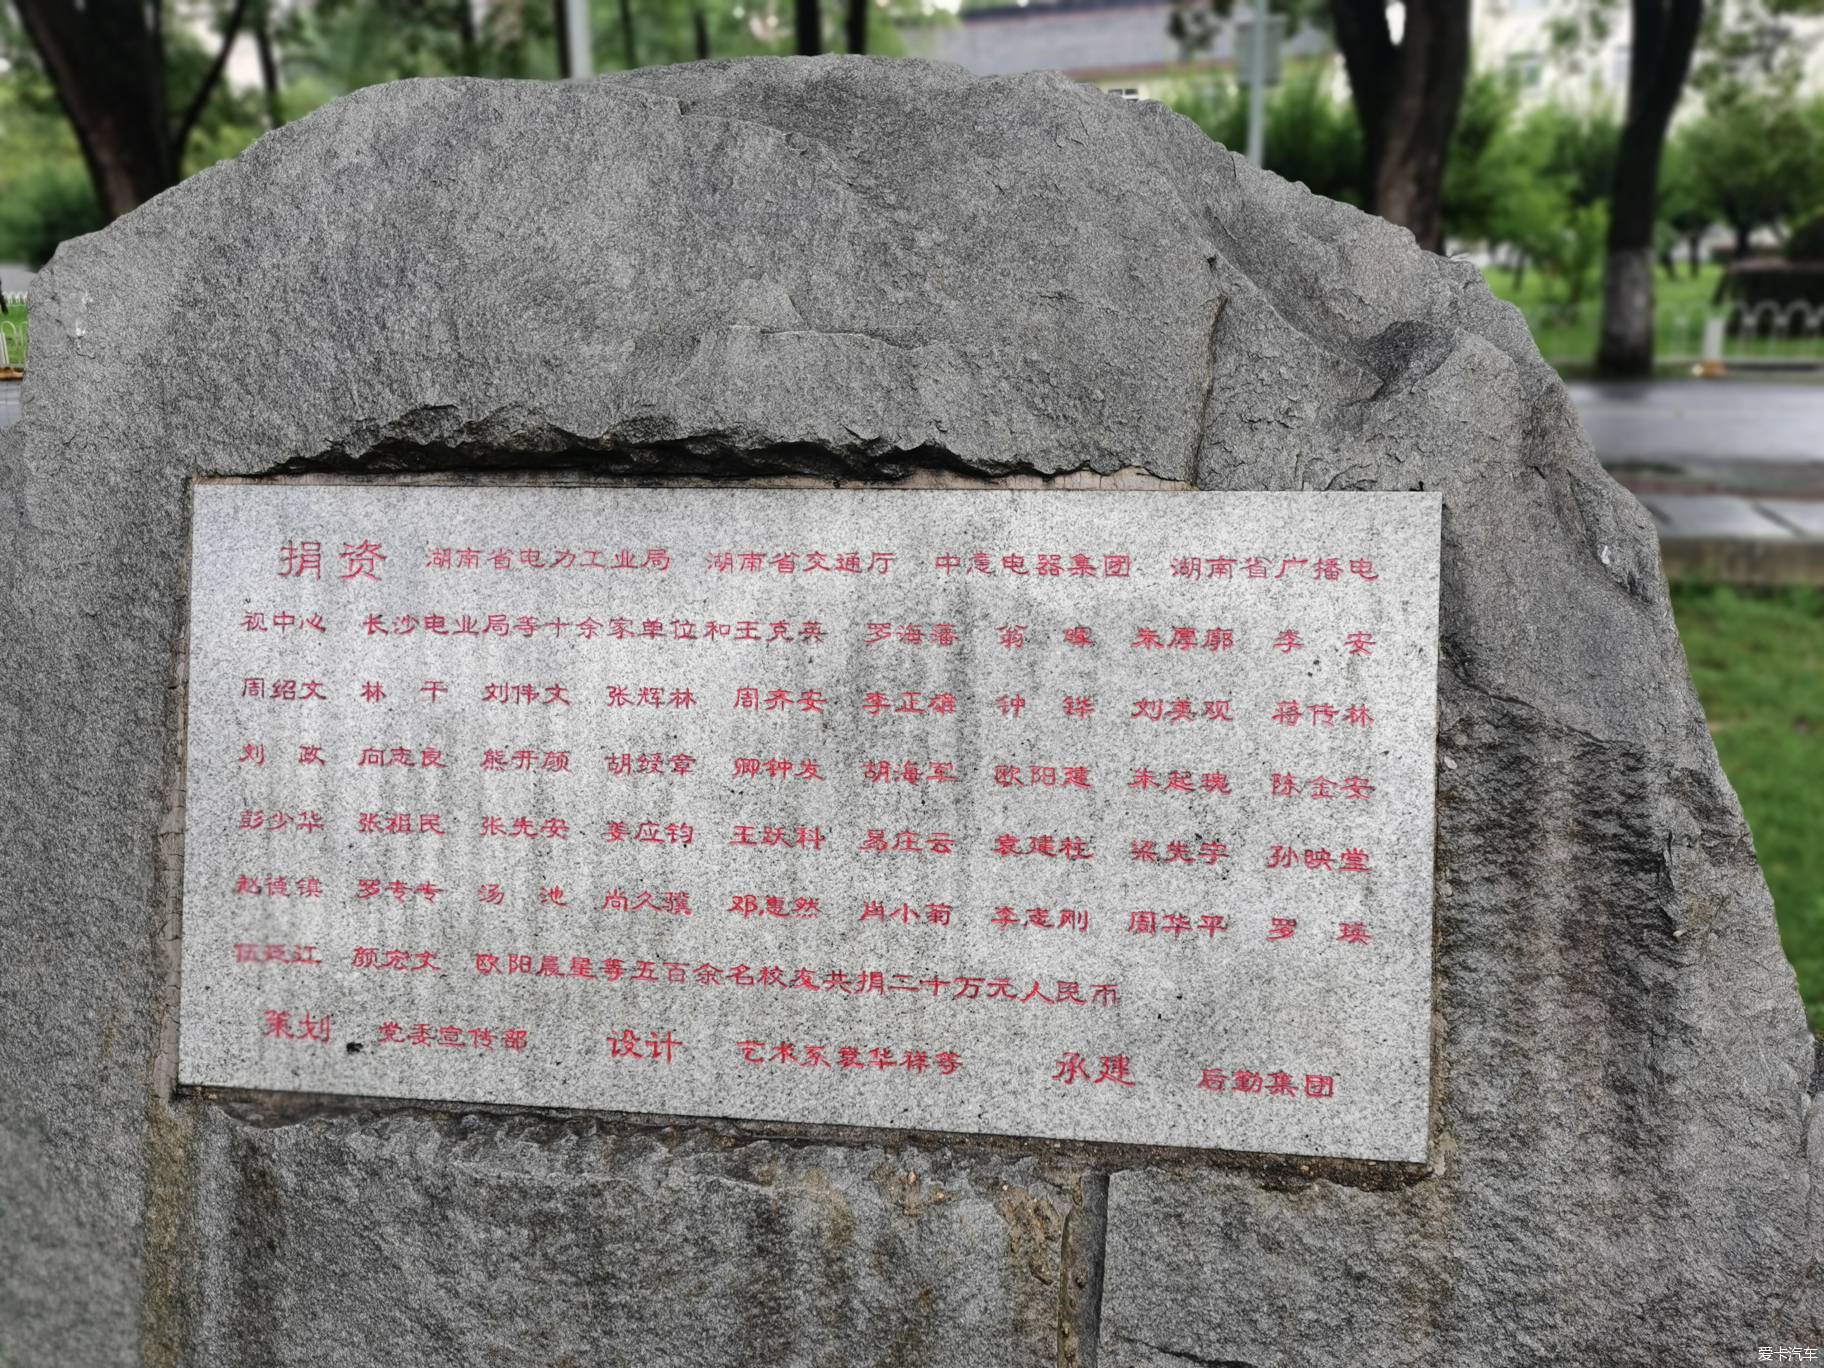 捐资 湖南省电力工业局 湖南省交通厅 中意电器集团 湖南省广播电
视中心 长沙电业局等十余家单位和王克英 罗海藩 翁 晖 朱厚廓 李 安
周绍文 林 干 刘伟文 张辉林 周齐安 李正雄 钟 铧 刘美观 蒋传林
刘 政 向志良 熊开颜 胡绶章 卿钟发 胡海军 欧阳建 朱起 陈金安
彭少华 张祖民 张先安 姜应钧 王跃科 易庄云 袁建柱 梁先宇 孙映堂
赵德镇 罗专专 汤 池 尚久骥 邓惠然 肖小菊 李志刚 周华平 罗 瑛
伍廷江 颜宏文 欧阳晨星等五百余名校友共捐二十万元人民币
策划 党委宣传部 设计 艺术系 华祥等 承建 后勤集团
爱卡汽车